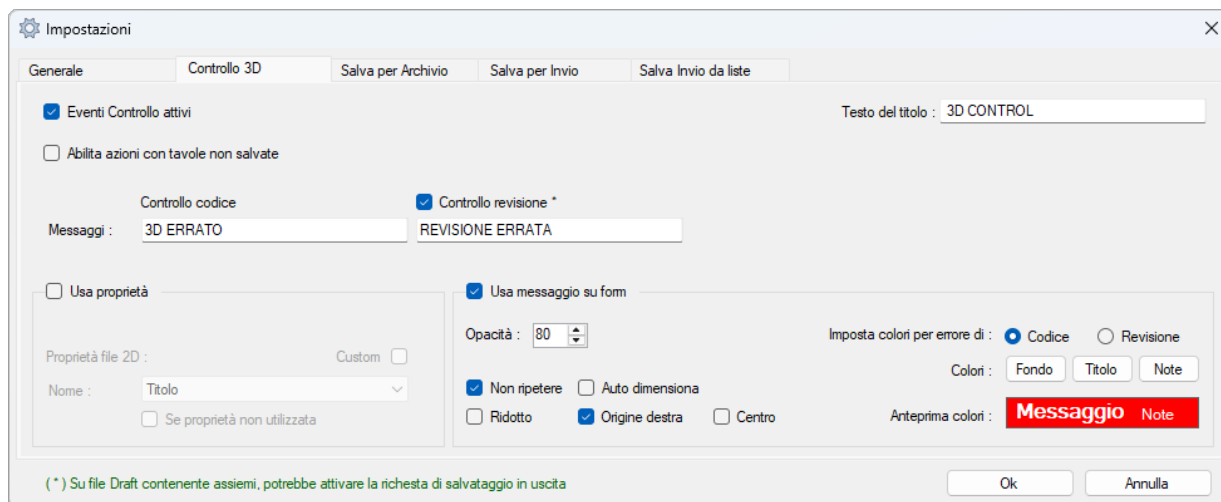 Impostazioni
Generale Controllo 3D Salva per Archivio Salva per Invio Salva Invio da liste
Eventi Controllo attivi Testo del titolo : 3D CONTROL
Abilita azioni con tavole non salvate
Controllo codice Controllo revisione *
Messaggi : 3D ERRATO REVISIONE ERRATA
Usa proprietà Usa messaggio su form
Opacità : 80 Imposta colori per errore di : Codice Revisione
Proprietà file 2D : Custom
Colori : Fondo Titolo Note
Nome : Titolo Non ripetere Auto dimensiona
Se proprietà non utilizzata Ridotto Origine destra Centro Anteprima colori : Messaggio Note
( * ) Su file Draft contenente assiemi, potrebbe attivare la richesta di salvataggio in uscita Ok Annulla